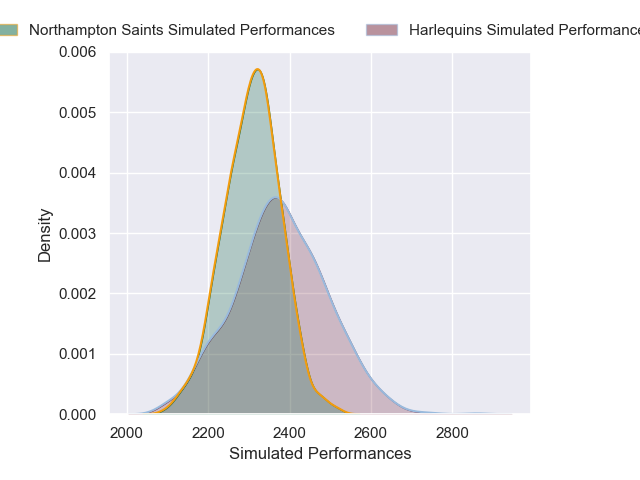 Northampton Saints Simulated Performances
Harlequins Simulated Performance
0.006
0.005
0.004
0.003
0.002
0.001
0.000
Density
2000 2200 2400 2600 2800
Simulated Performances